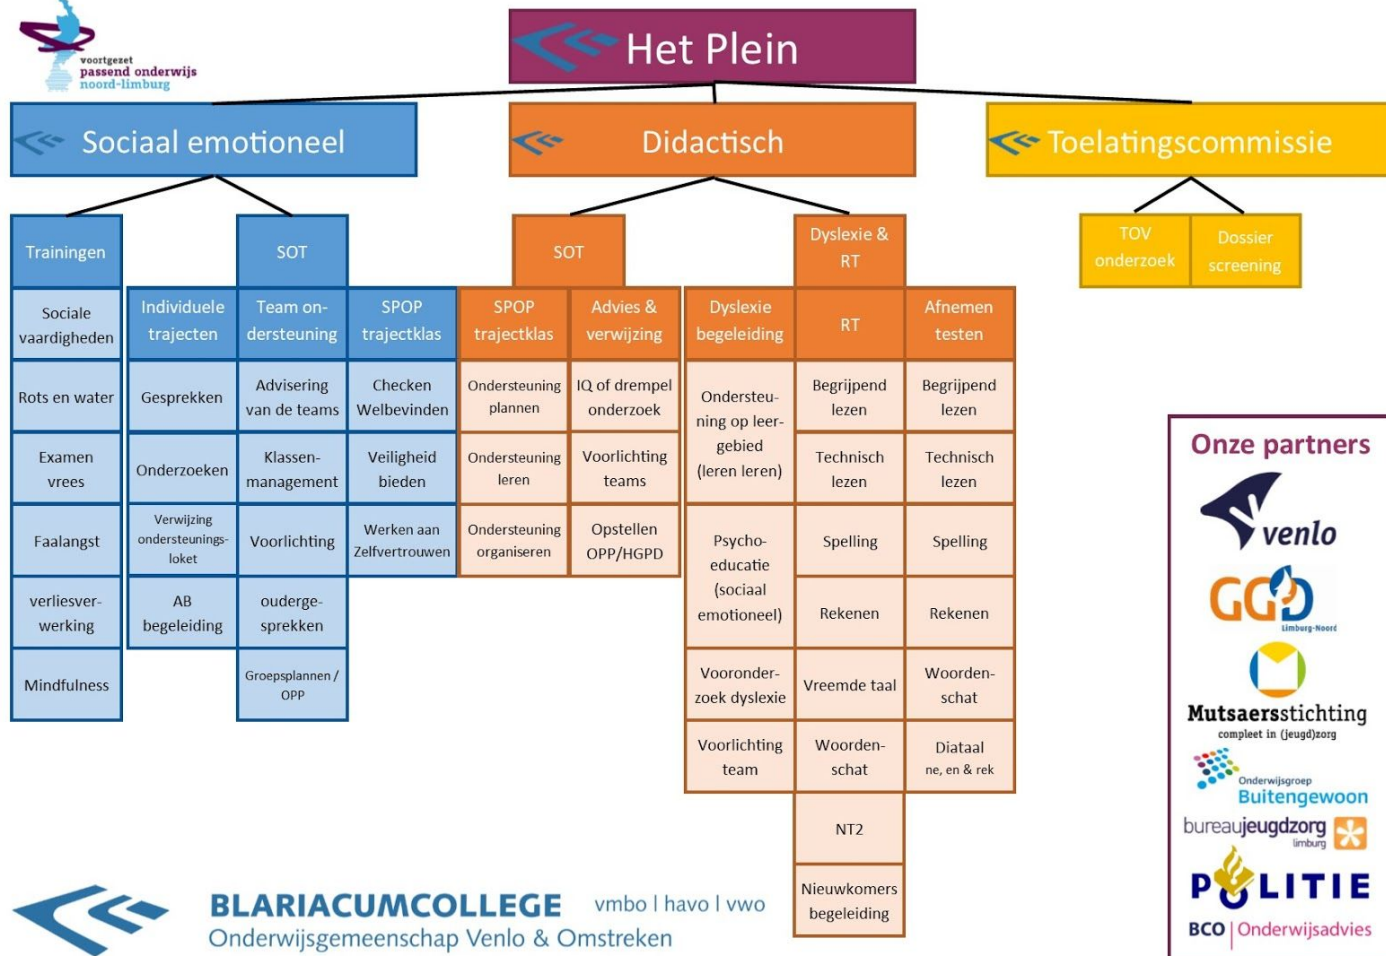 voortgezet
passend onderwijs
noord-limburg
Het Plein
Sociaal emotioneel
Didactisch
Toelatingscommissie
Trainingen
SOT
SOT
Dyslexie &
RT
TOV
onderzoek
Dossier
screening
Sociale
vaardigheden
Rots en water
Examen
vrees
Faalangst
verliesver-
werking
Mindfulness
Individuele
trajecten
Gesprekken
Onderzoeken
Verwijzing
ondersteunings-
loket
AB
begeleiding
Team on-
dersteuning
Advisering
van de teams
Klassen-
management
Voorlichting
ouderge-
sprekken
Groepsplannen /
OPP
SPOP
trajectklas
Checken
Welbevinden
Veiligheid
bieden
Werken aan
Zelfvertrouwen
SPOP
trajectklas
Ondersteuning
plannen
Ondersteuning
leren
Ondersteuning
organiseren
Advies &
verwijzing
IQ of drempel
onderzoek
Voorlichting
teams
Opstellen
OPP/HGPD
Dyslexie
begeleiding
Ondersteu-
ning op leer-
gebied
(leren leren)
Psycho-
educatie
(sociaal
emotioneel)
Vooronder-
zoek dyslexie
Voorlichting
team
RT
Begrijpend
lezen
Technisch
lezen
Spelling
Rekenen
Vreemde taal
Woorden-
schat
NT2
Nieuwkomers
begeleiding
Afnemen
testen
Begrijpend
lezen
Technisch
lezen
Spelling
Rekenen
Woorden-
schat
Diataal
ne, en & rek
Onze partners
venlo
GGD
Limburg-Noord
Mutsaersstichting
compleet in (jeugd)zorg
Onderwijsgroep
Buitengewoon
bureaujeugdzorg
limburg
POLITIE
BCO | Onderwijsadvies
BLARIACUMCOLLEGE vmbo | havo | vwo
Onderwijsgemeenschap Venlo & Omstreken